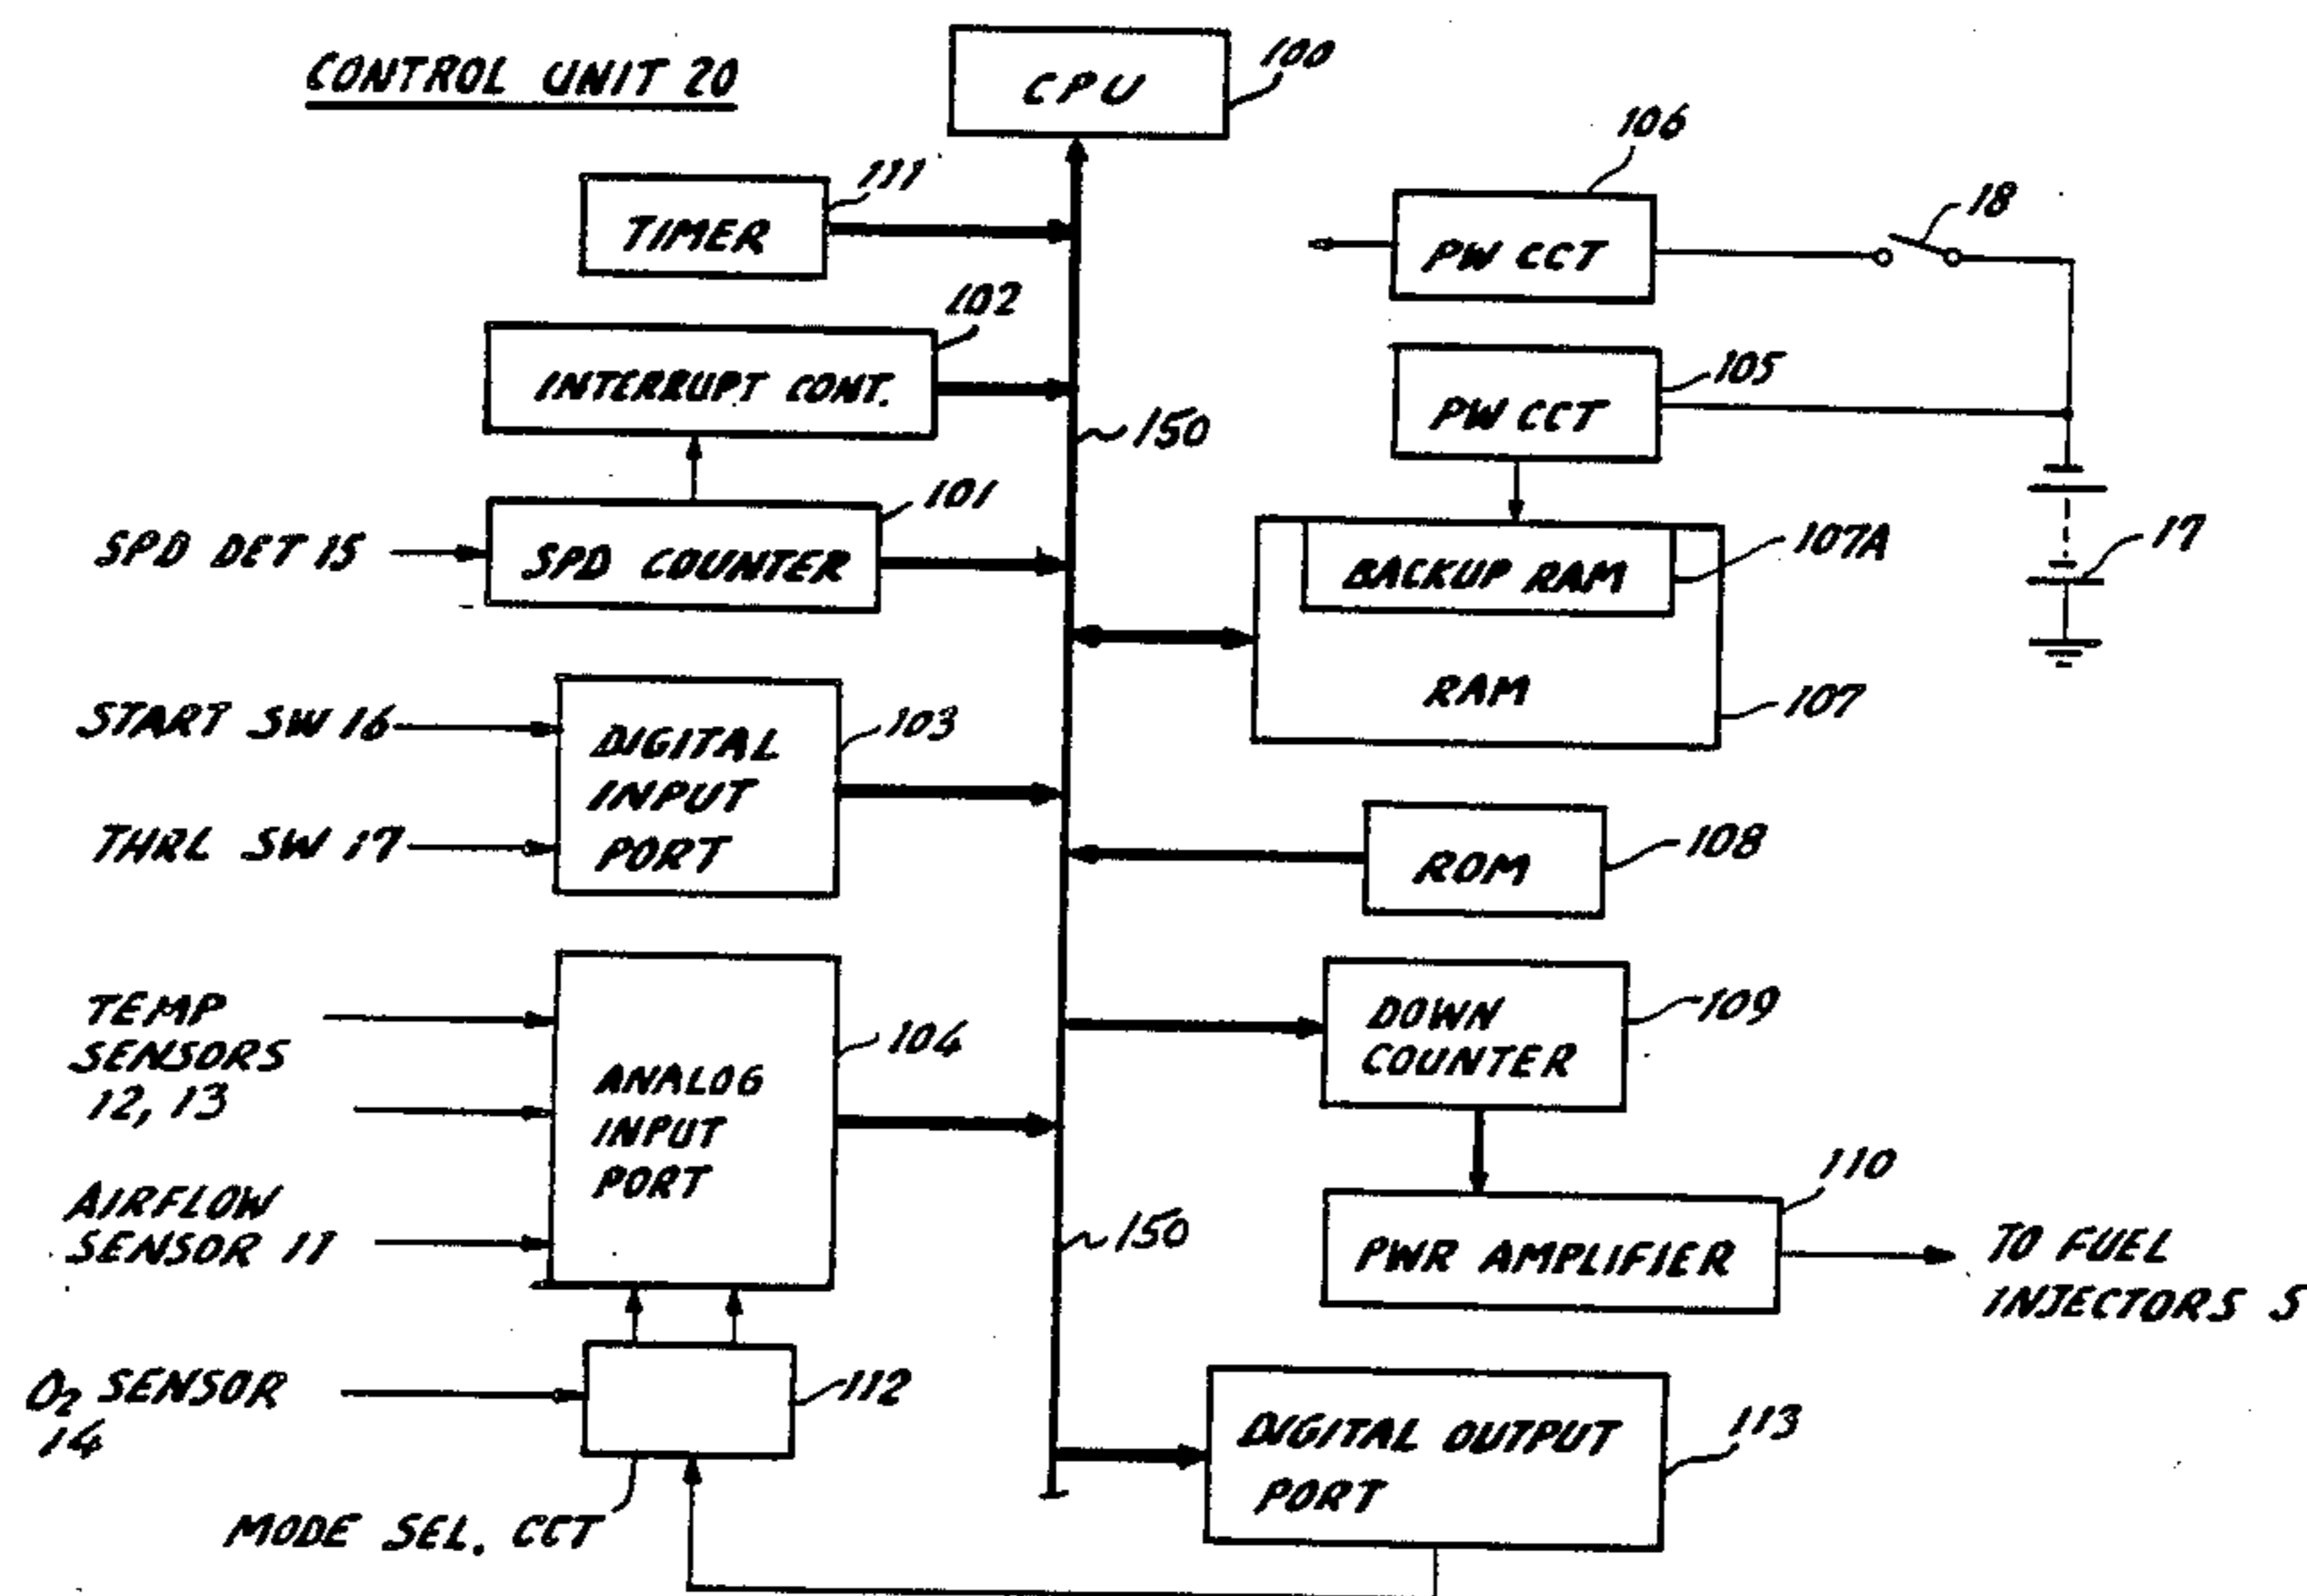 CONTROL UNIT 20
CPU
100
TIMER
111
106
PW CCT
18
INTERRUPT CONT.
102
PW CCT
105
150
SPD DET 15
SPD COUNTER
101
BACKUP RAM
107A
17
RAM
107
START SW 16
THRL SW 17
DIGITAL
INPUT
PORT
103
ROM
108
TEMP
SENSORS
12, 13
AIRFLOW
SENSOR 11
ANALOG
INPUT
PORT
104
DOWN
COUNTER
109
110
PWR AMPLIFIER
TO FUEL
INJECTORS 5
150
O2 SENSOR
14
112
MODE SEL. CCT
DIGITAL OUTPUT
PORT
113